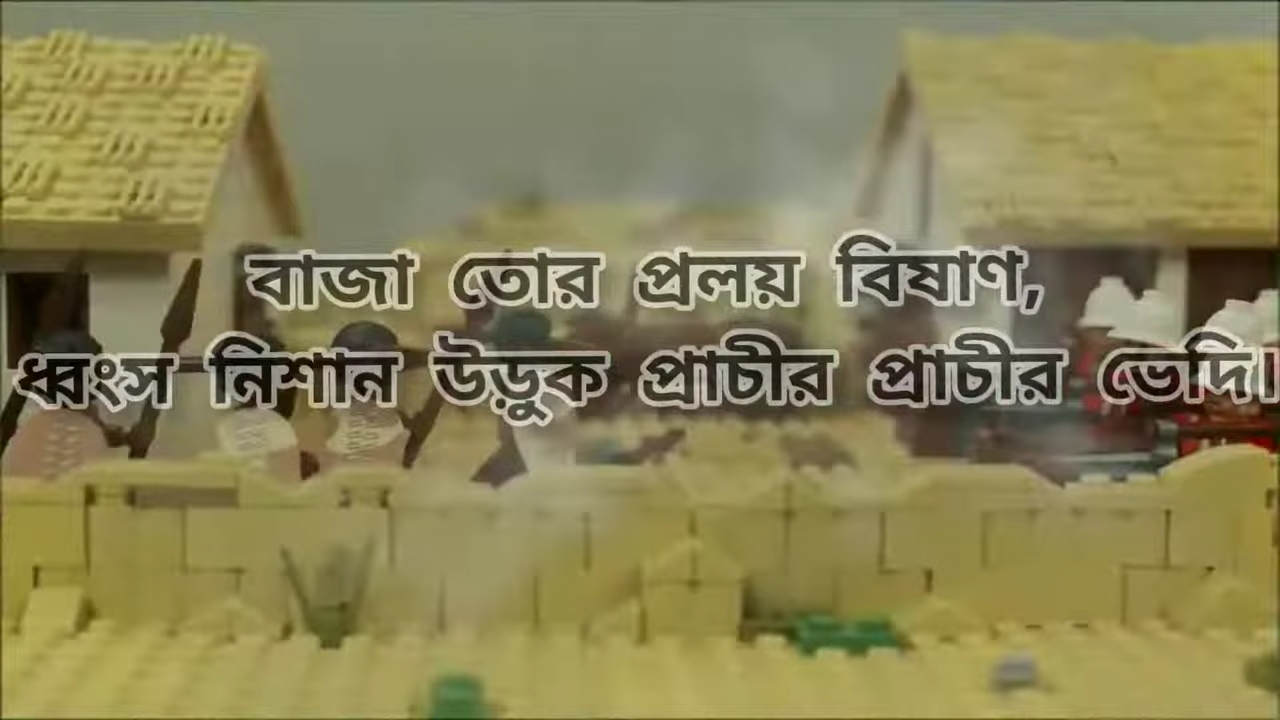 বাজা তোর প্রলয় বিষাণ,
ধ্বংস নিশান উড়ুক প্রাচীর প্রাচীর ভেদি।